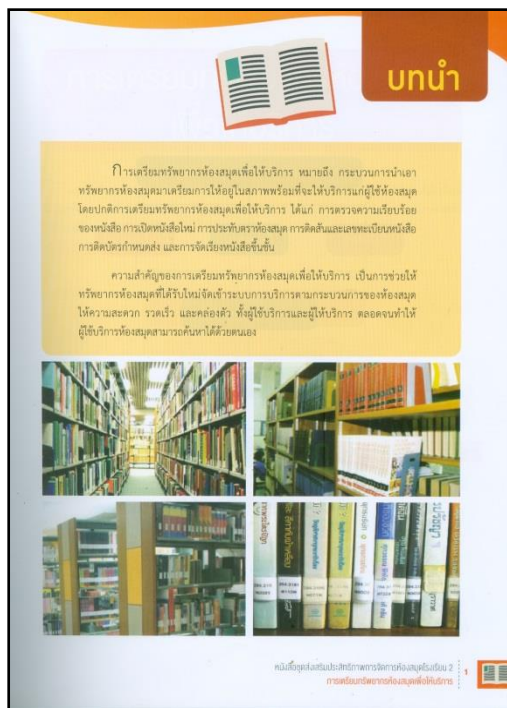 บทนำ
การเตรียมทรัพยากรห้องสมุดเพื่อให้บริการ หมายถึง กระบวนการนำเอา
ทรัพยากรห้องสมุดมาเตรียมการให้อยู่ในสภาพพร้อมที่จะให้บริการแก่ผู้ใช้ห้องสมุด
โดยปกติการเตรียมทรัพยากรห้องสมุดเพื่อให้บริการ ได้แก่ การตรวจความเรียบร้อย
ของหนังสือ การเปิดหนังสือใหม่ การประทับตราห้องสมุด การติดสันและเลขทะเบียนหนังสือ
การติดบัตรกำหนดส่ง และการจัดเรียงหนังสือขึ้นชั้น
ความสำคัญของการเตรียมทรัพยากรห้องสมุดเพื่อให้บริการ เป็นการช่วยให้
ทรัพยากรห้องสมุดที่ได้รับใหม่จัดเข้าระบบการบริการตามกระบวนการของห้องสมุด
ให้ความสะดวก รวดเร็ว และคล่องตัว ทั้งผู้ใช้บริการและผู้ให้บริการ ตลอดจนทำให้
ผู้ใช้บริการห้องสมุดสามารถค้นหาได้ด้วยตนเอง
หนังสือชุดส่งเสริมประสิทธิภาพการจัดการห้องสมุดโรงเรียน 2
การเตรียมทรัพยากรห้องสมุดเพื่อให้บริการ
1